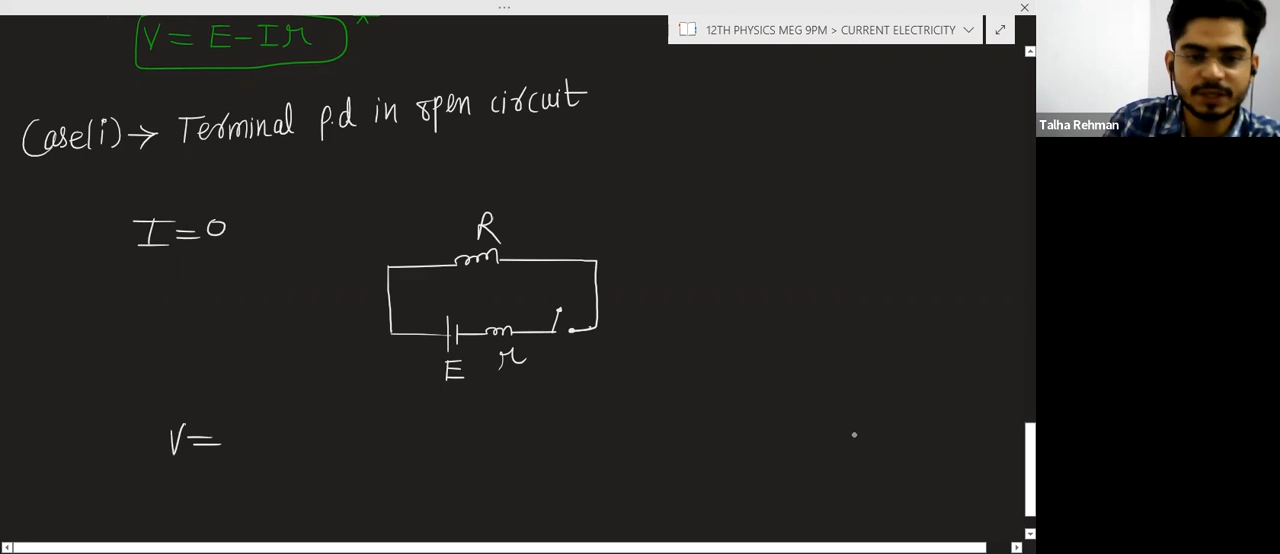 V = E - Ir
12TH PHYSICS MEG 9PM > CURRENT ELECTRICITY
Talha Rehman
Case(i) → Terminal p.d in open circuit
I = 0
R
E
r
V =